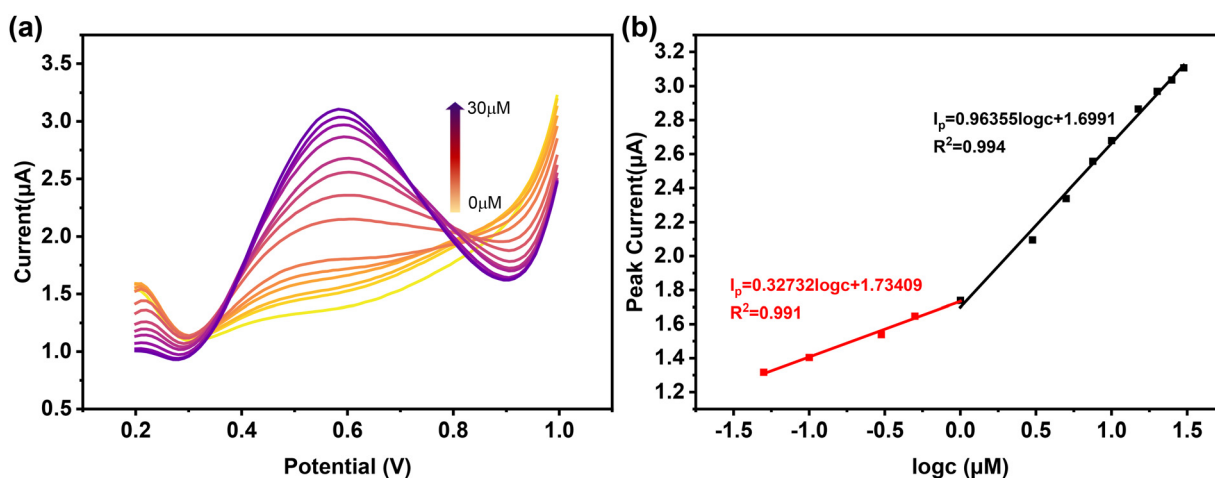 (a)
3.5
3.0
2.5
2.0
1.5
1.0
0.5
Current(μA)
0.2 0.4 0.6 0.8 1.0
Potential (V)
30μM
0μM
(b)
3.2
3.0
2.8
2.6
2.4
2.2
2.0
1.8
1.6
1.4
1.2
Peak Current(μA)
Iₚ=0.96355logc+1.6991
R²=0.994
Iₚ=0.32732logc+1.73409
R²=0.991
-1.5 -1.0 -0.5 0.0 0.5 1.0 1.5
logc (μM)